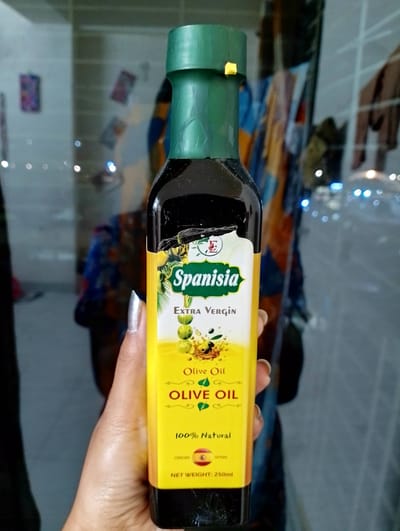 Spanisia
EXTRA VERGIN
Olive Oil
OLIVE OIL
100% Natural
NET WEIGHT: 250ml